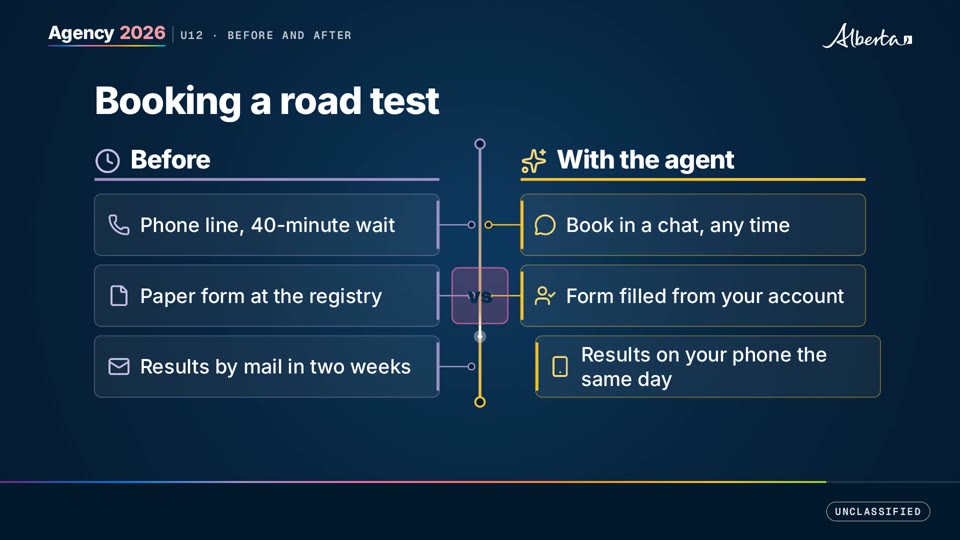 Agency 2026
U12 · BEFORE AND AFTER
Alberta
Booking a road test
Before
With the agent
Phone line, 40-minute wait
Book in a chat, any time
Paper form at the registry
vs
Form filled from your account
Results by mail in two weeks
Results on your phone the
same day
UNCLASSIFIED